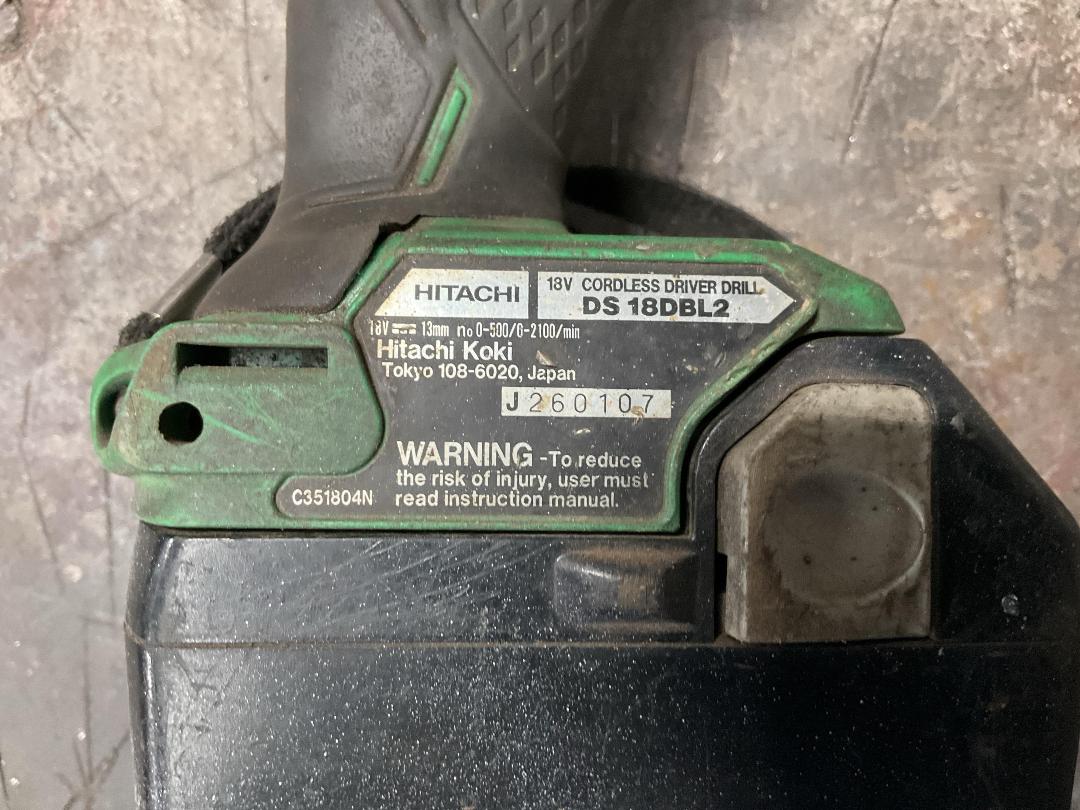 HITACHI
18V CORDLESS DRIVER DRILL
DS 18DBL2
18V ⎓ 13mm no 0-500/0-2100/min
Hitachi Koki
Tokyo 108-6020, Japan
J260107
WARNING -To reduce
the risk of injury, user must
read instruction manual.
C351804N